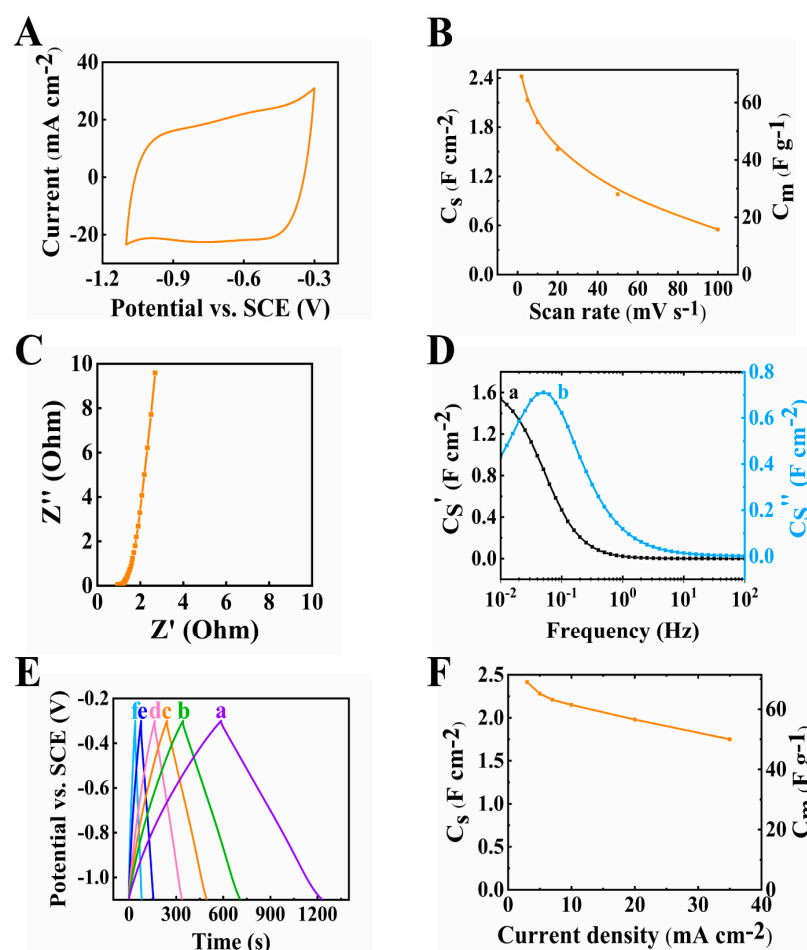 A
Current (mA cm-2)
40
20
0
-20
-1.2 -0.9 -0.6 -0.3
Potential vs. SCE (V)
B
Cs (F cm-2)
2.4
1.8
1.2
0.6
0.0
60
40
20
0
Cm (F g-1)
0 20 40 60 80 100
Scan rate (mV s-1)
C
Z'' (Ohm)
10
8
6
4
2
0
0 2 4 6 8 10
Z' (Ohm)
D
CS' (F cm-2)
1.6
1.2
0.8
0.4
0.0
a b
0.8
0.6
0.4
0.2
0.0
CS'' (F cm-2)
10-2 10-1 100 101 102
Frequency (Hz)
E
Potential vs. SCE (V)
-0.2
-0.4
-0.6
-0.8
-1.0
f e d c b a
0 300 600 900 1200
Time (s)
F
Cs (F cm-2)
2.5
2.0
1.5
1.0
0.5
0.0
60
40
20
0
Cm (F g-1)
0 10 20 30 40
Current density (mA cm-2)